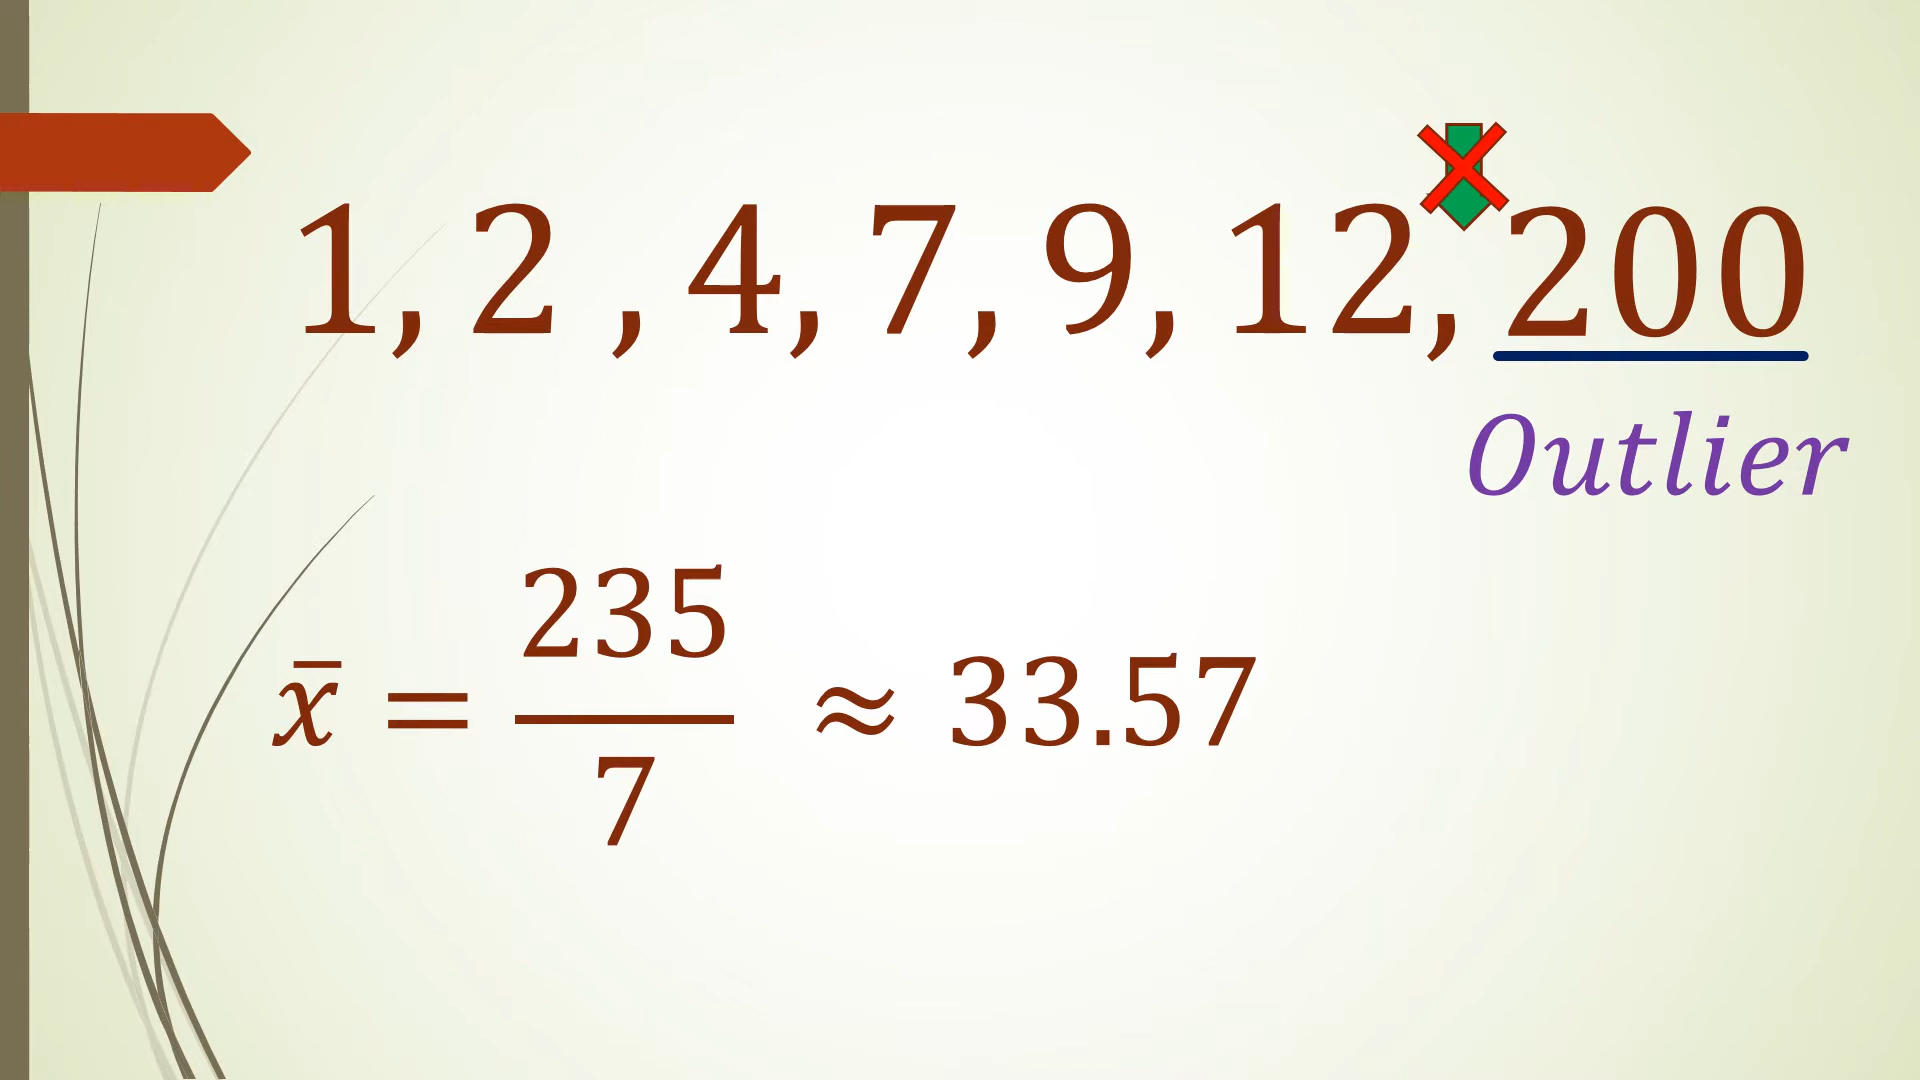 1, 2 , 4, 7, 9, 12, 200
Outlier
x̄ = 235/7 ≈ 33.57